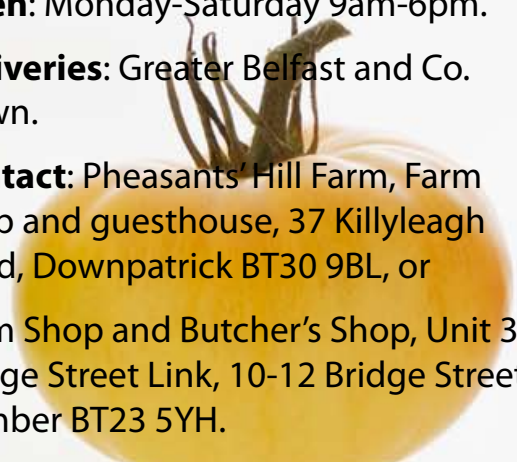 en: Monday-Saturday 9am-6pm.
iveries: Greater Belfast and Co.
wn.
tact: Pheasants' Hill Farm, Farm
p and guesthouse, 37 Killyleagh
d, Downpatrick BT30 9BL, or
m Shop and Butcher's Shop, Unit 3
ge Street Link, 10-12 Bridge Street
mber BT23 5YH.